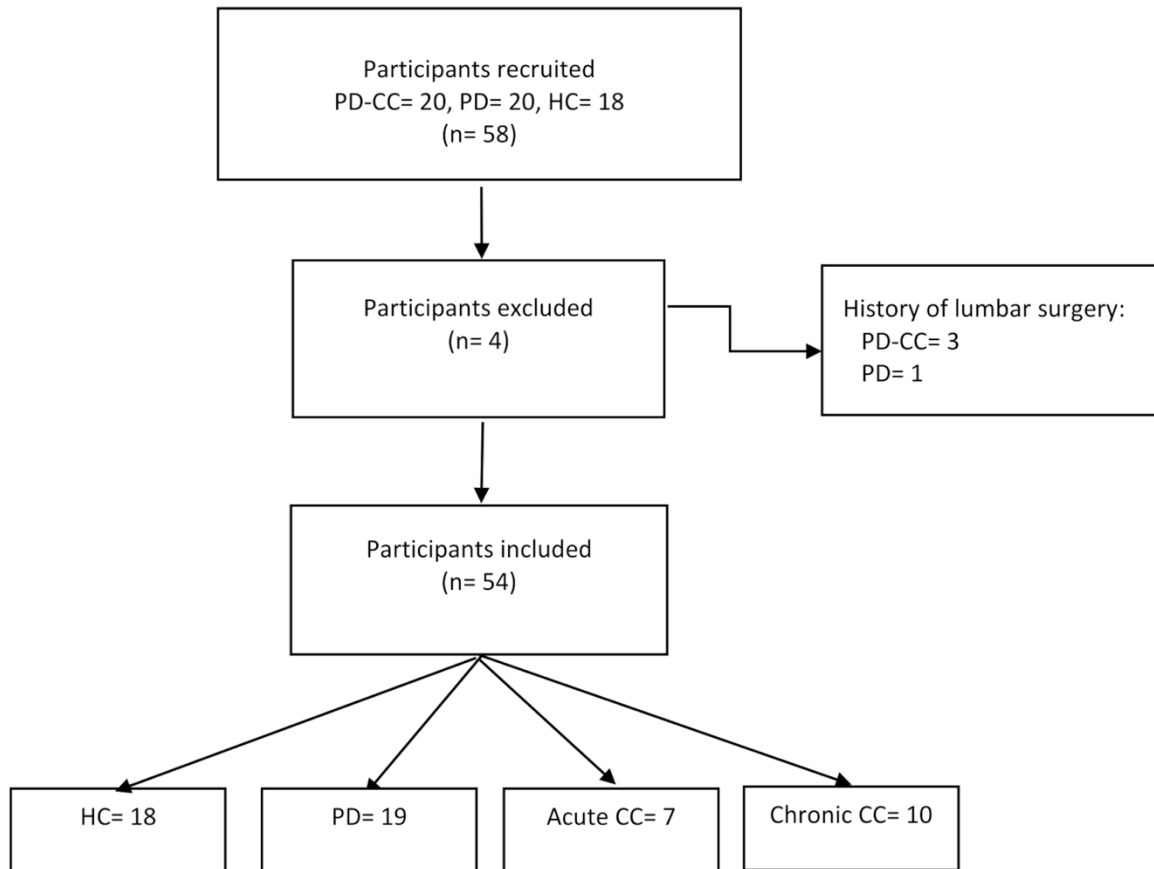 Participants recruited
PD-CC= 20, PD= 20, HC= 18
(n= 58)
Participants excluded
(n= 4)
History of lumbar surgery:
PD-CC= 3
PD= 1
Participants included
(n= 54)
HC= 18
PD= 19
Acute CC= 7
Chronic CC= 10